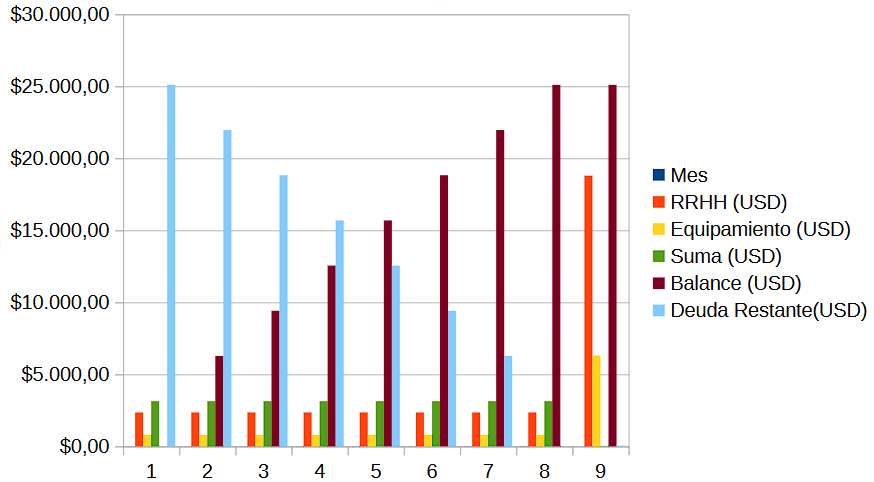 $30.000,00
$25.000,00
$20.000,00
$15.000,00
$10.000,00
$5.000,00
$0,00
1 2 3 4 5 6 7 8 9
Mes
RRHH (USD)
Equipamiento (USD)
Suma (USD)
Balance (USD)
Deuda Restante(USD)